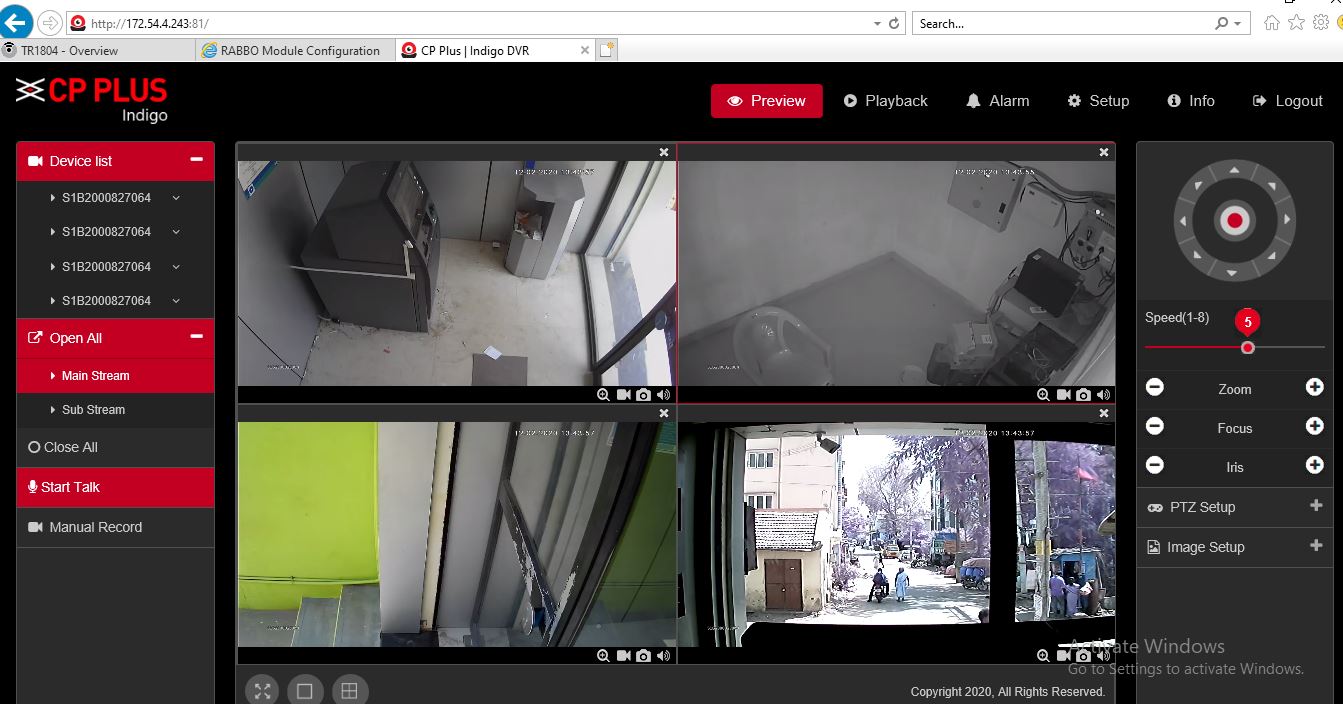 http://172.54.4.243:81/
Search...
TR1804 - Overview
RABBO Module Configuration
CP Plus | Indigo DVR
CP PLUS
Indigo
Preview
Playback
Alarm
Setup
Info
Logout
Device list
S1B2000827064
S1B2000827064
S1B2000827064
S1B2000827064
Open All
Main Stream
Sub Stream
Close All
Start Talk
Manual Record
12-02-2020 13:43:57
12-02-2020 13:43:56
12-02-2020 13:43:57
12-02-2020 13:43:57
Speed(1-8)
5
Zoom
Focus
Iris
PTZ Setup
Image Setup
Activate Windows
Go to Settings to activate Windows.
Copyright 2020, All Rights Reserved.